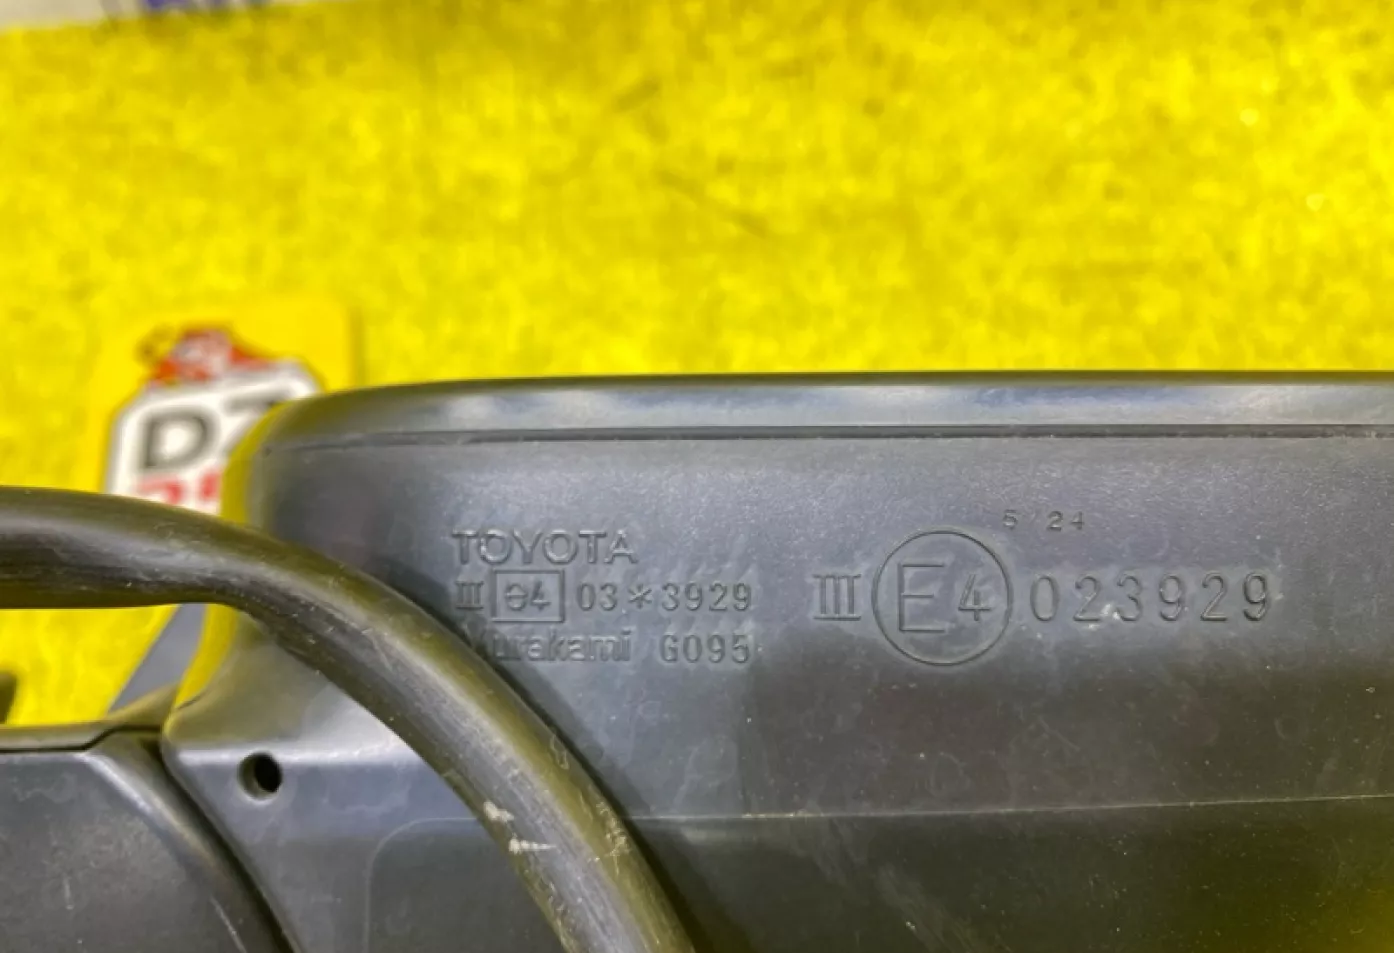 TOYOTA
III e4 03*3929
Murakami G095
5 24
III E4 023929